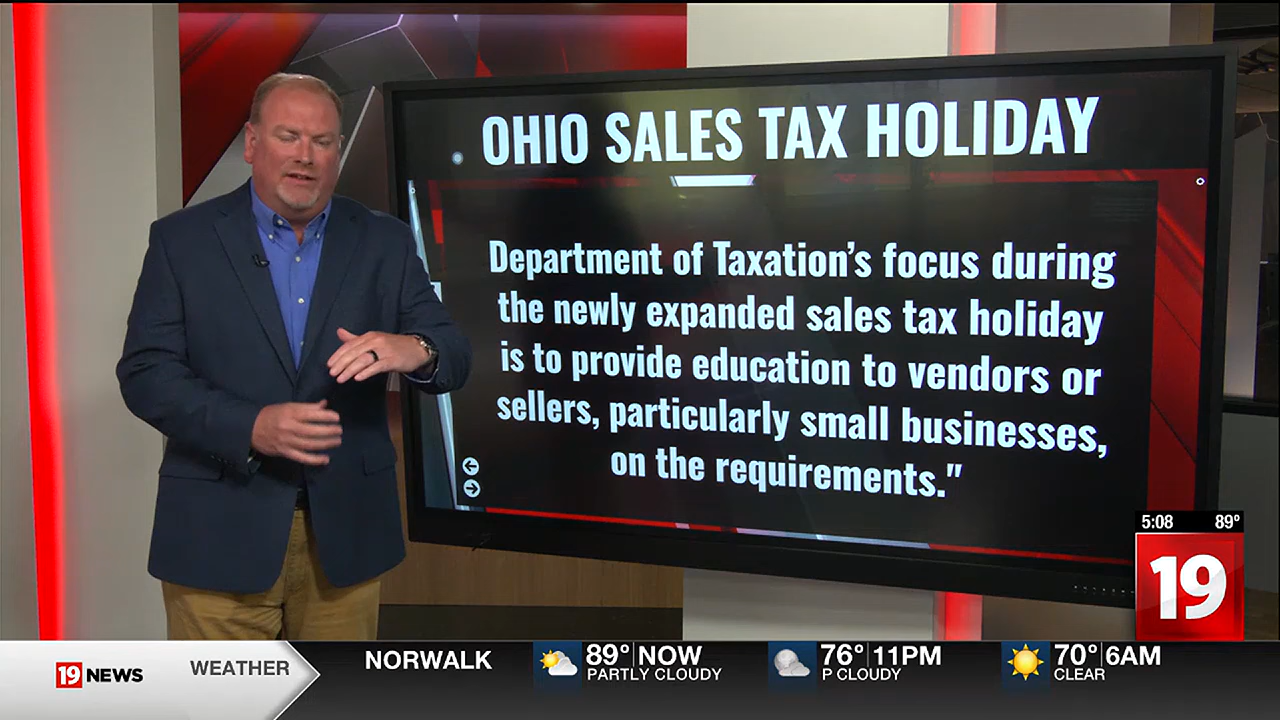 OHIO SALES TAX HOLIDAY
Department of Taxation's focus during
the newly expanded sales tax holiday
is to provide education to vendors or
sellers, particularly small businesses,
on the requirements."
5:08 89°
19
19 NEWS
WEATHER
NORWALK
89° NOW
PARTLY CLOUDY
76° 11PM
P CLOUDY
70° 6AM
CLEAR